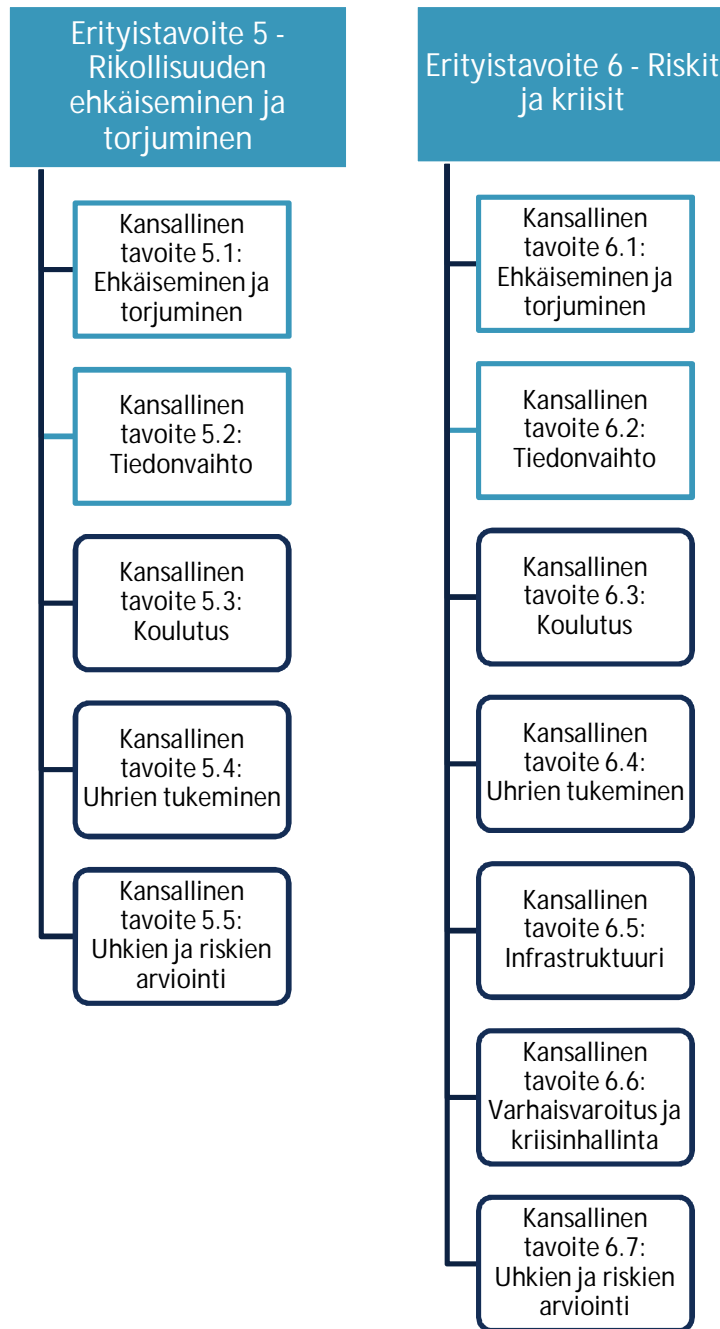 Erityistavoite 5 -
Rikollisuuden
ehkäiseminen ja
torjuminen
Kansallinen
tavoite 5.1:
Ehkäiseminen ja
torjuminen
Kansallinen
tavoite 5.2:
Tiedonvaihto
Kansallinen
tavoite 5.3:
Koulutus
Kansallinen
tavoite 5.4:
Uhrien tukeminen
Kansallinen
tavoite 5.5:
Uhkien ja riskien
arviointi
Erityistavoite 6 - Riskit
ja kriisit
Kansallinen
tavoite 6.1:
Ehkäiseminen ja
torjuminen
Kansallinen
tavoite 6.2:
Tiedonvaihto
Kansallinen
tavoite 6.3:
Koulutus
Kansallinen
tavoite 6.4:
Uhrien tukeminen
Kansallinen
tavoite 6.5:
Infrastruktuuri
Kansallinen
tavoite 6.6:
Varhaisvaroitus ja
kriisinhallinta
Kansallinen
tavoite 6.7:
Uhkien ja riskien
arviointi